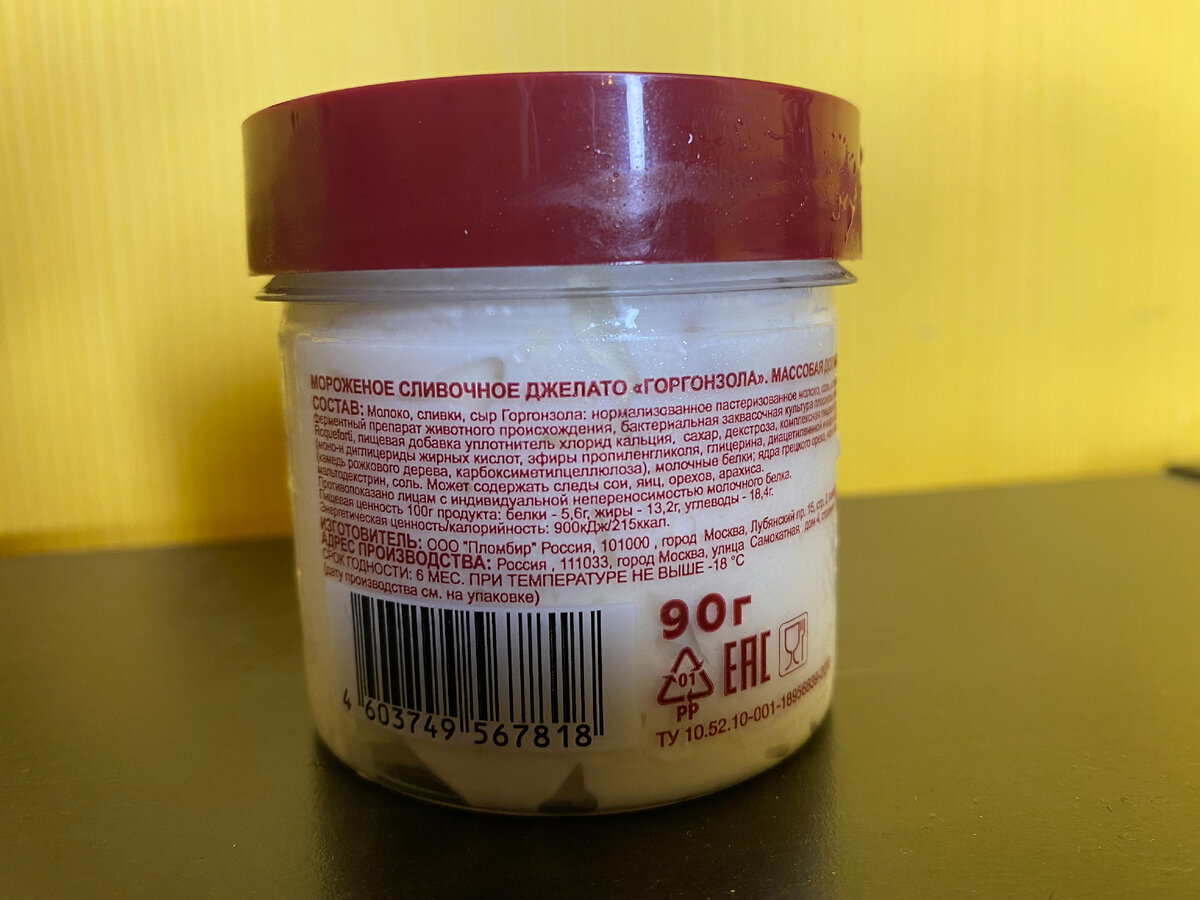 МОРОЖЕНОЕ СЛИВОЧНОЕ ДЖЕЛАТО «ГОРГОНЗОЛА». МАССОВАЯ
СОСТАВ: Молоко, сливки, сыр Горгонзола: нормализованное пастеризованное молоко, соль,
ферментный препарат животного происхождения, бактериальная заквасочная культура
Roqueforti, пищевая добавка уплотнитель хлорид кальция, сахар, декстроза, комплексная
(моно-и диглицериды жирных кислот, эфиры пропиленгликоля, глицерина, диацетилвинной и
(камедь рожкового дерева, карбоксиметилцеллюлоза), молочные белки; ядра грецкого ореха,
мальтодекстрин, соль. Может содержать следы сои, яиц, орехов, арахиса.
Противопоказано лицам с индивидуальной непереносимостью молочного белка.
Пищевая ценность 100г продукта: белки - 5,6г, жиры - 13,2г, углеводы - 18,4г.
Энергетическая ценность/калорийность: 900кДж/215ккал.
ИЗГОТОВИТЕЛЬ: ООО "Пломбир" Россия, 101000 , город Москва, Лубянский пр. 15, стр. 2,
АДРЕС ПРОИЗВОДСТВА: Россия , 111033, город Москва, улица Самокатная , дом 4,
СРОК ГОДНОСТИ: 6 МЕС. ПРИ ТЕМПЕРАТУРЕ НЕ ВЫШЕ -18 °С
(дату производства см. на упаковке)
90г
01
PP
EAC
4 603749 567818
ТУ 10.52.10-001-18956839-